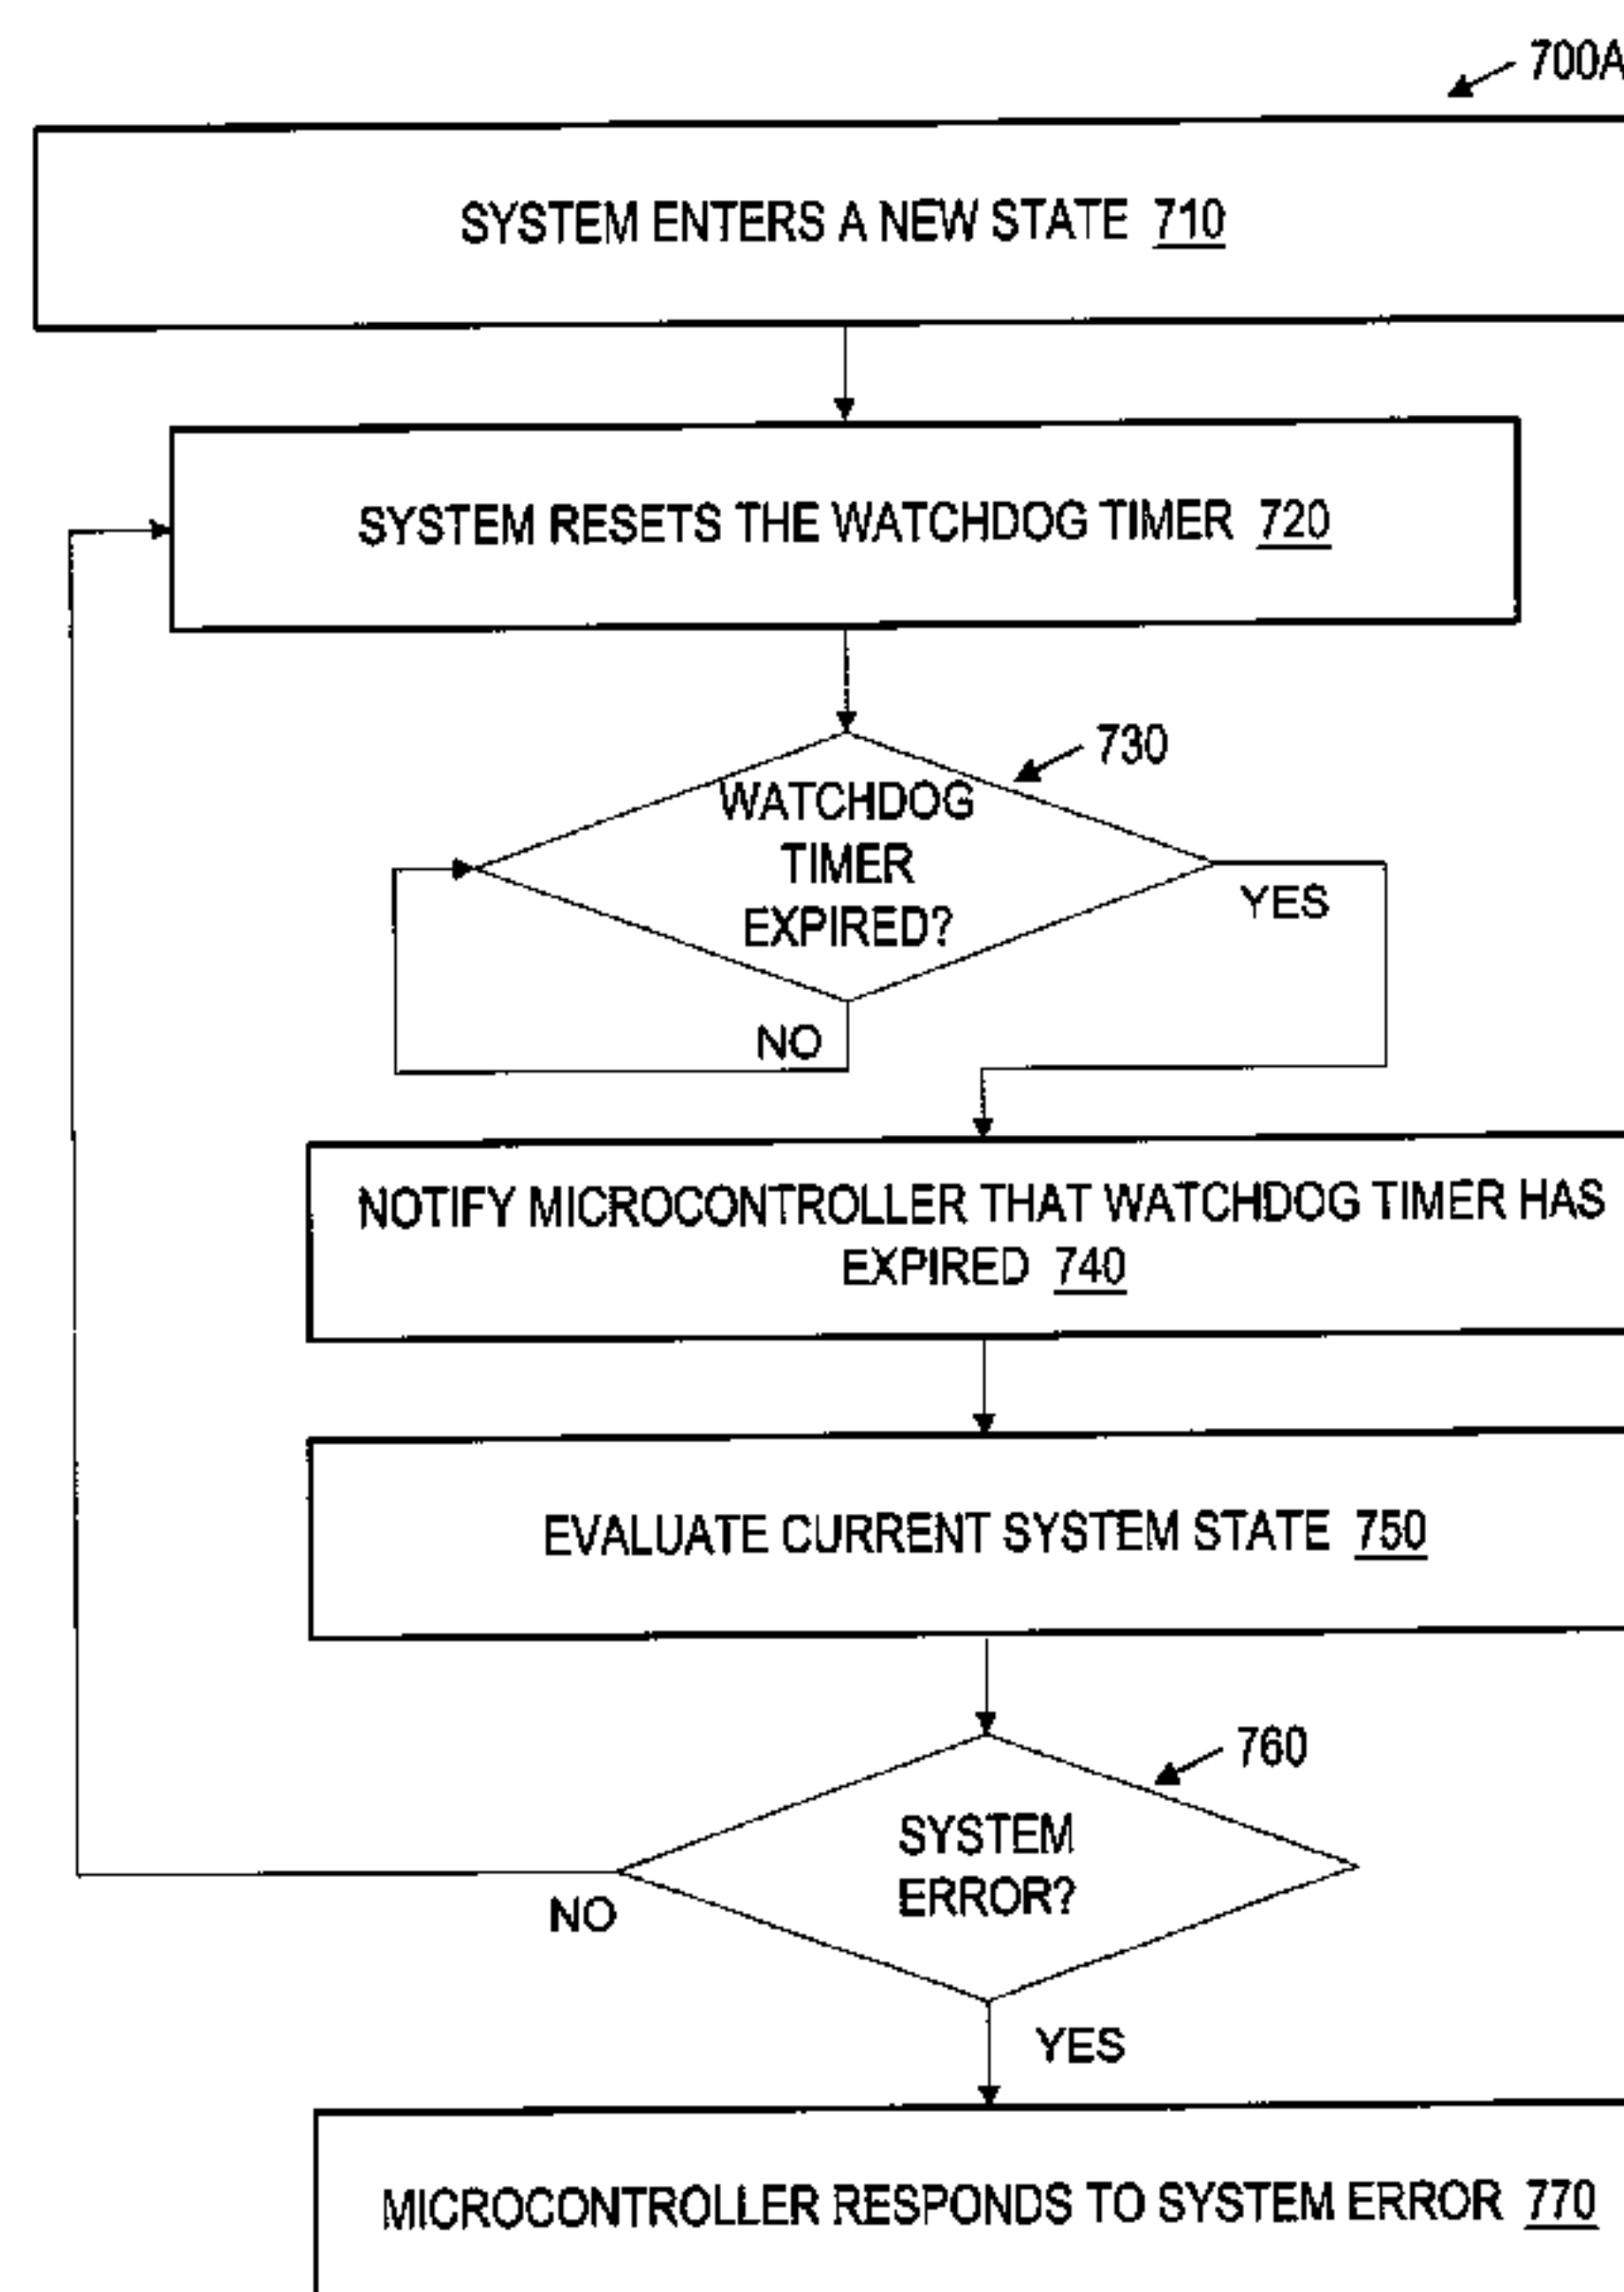 700A
SYSTEM ENTERS A NEW STATE 710
SYSTEM RESETS THE WATCHDOG TIMER 720
730
WATCHDOG
TIMER
EXPIRED?
YES
NO
NOTIFY MICROCONTROLLER THAT WATCHDOG TIMER HAS
EXPIRED 740
EVALUATE CURRENT SYSTEM STATE 750
760
SYSTEM
ERROR?
NO
YES
MICROCONTROLLER RESPONDS TO SYSTEM ERROR 770